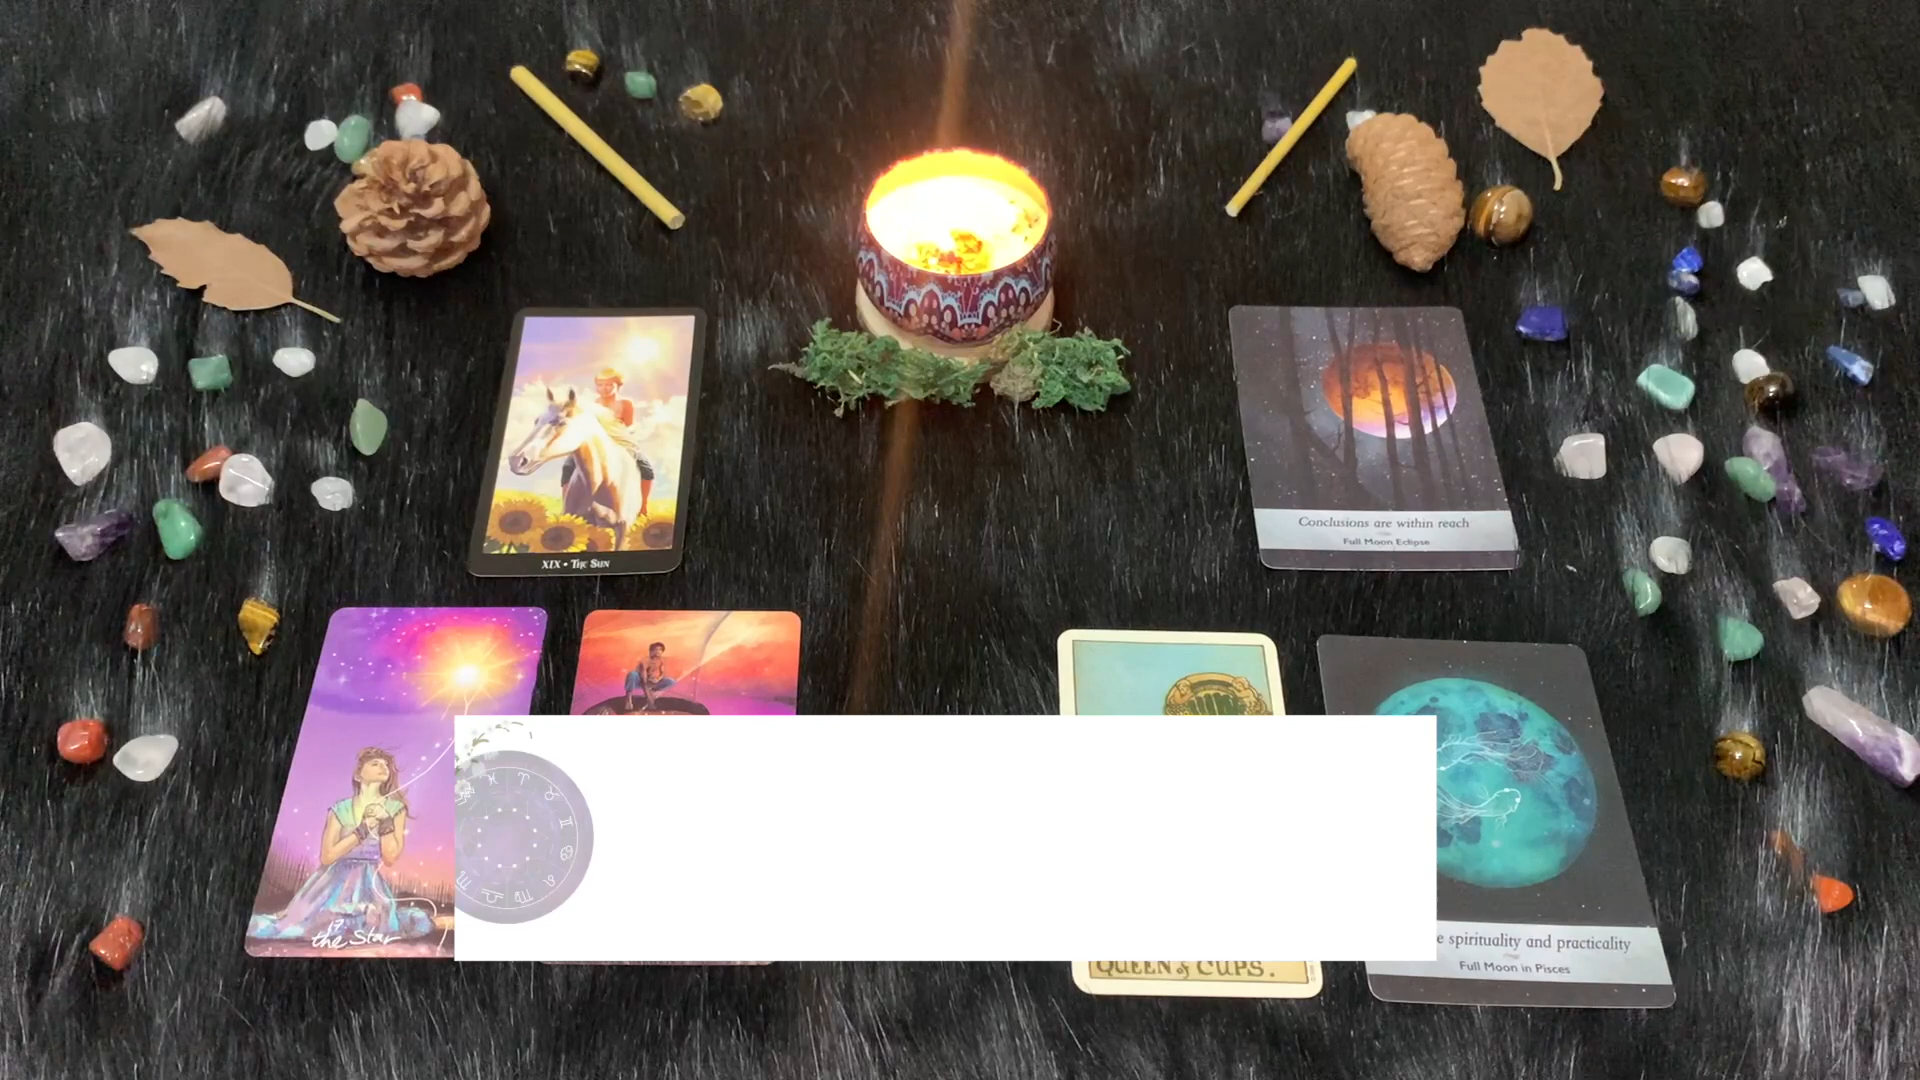 XIX • The Sun
Conclusions are within reach
Full Moon Eclipse
17
the Star
QUEEN of CUPS.
e spirituality and practicality
Full Moon in Pisces